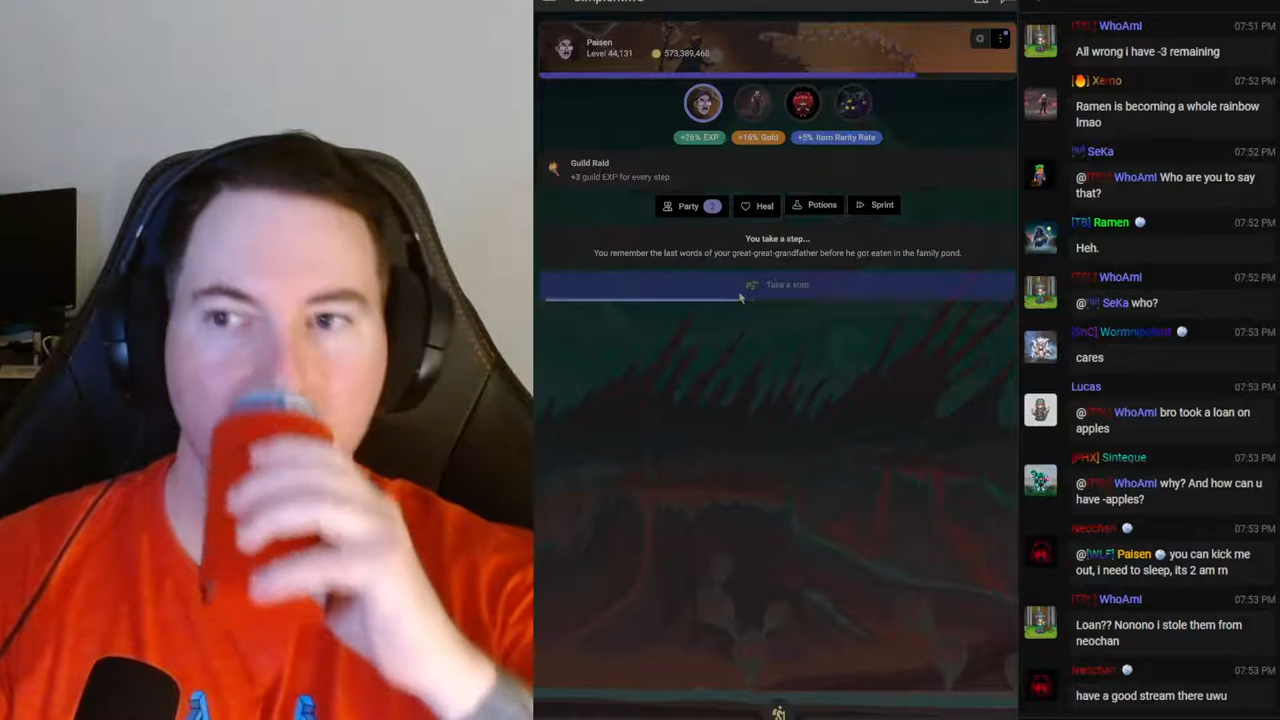 Paisen
Level 44,131
573,389,468
+26% EXP
+16% Gold
+5% Item Rarity Rate
Guild Raid
+3 guild EXP for every step
Party 2
Heal
Potions
Sprint
You take a step...
You remember the last words of your great-great-grandfather before he got eaten in the family pond.
Take a step
WhoAmI 07:51 PM
All wrong i have -3 remaining
Xemo 07:52 PM
Ramen is becoming a whole rainbow
lmao
SeKa 07:52 PM
@ WhoAmI Who are you to say
that?
[TB] Ramen 07:52 PM
Heh.
WhoAmI 07:52 PM
@ SeKa who?
[SnC] Wormnipotent 07:53 PM
cares
Lucas 07:53 PM
@ WhoAmI bro took a loan on
apples
[PHX] Sinteque 07:53 PM
@ WhoAmI why? And how can u
have -apples?
Neochan 07:53 PM
@[WLF] Paisen you can kick me
out, i need to sleep, its 2 am rn
WhoAmI 07:53 PM
Loan?? Nonono i stole them from
neochan
Neochan 07:53 PM
have a good stream there uwu